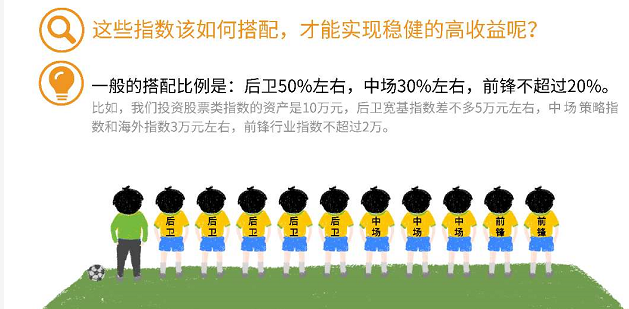 这些指数该如何搭配，才能实现稳健的高收益呢？
一般的搭配比例是：后卫50%左右，中场30%左右，前锋不超过20%。
比如，我们投资股票类指数的资产是10万元，后卫宽基指数差不多5万元左右，中场策略指
数和海外指数3万元左右，前锋行业指数不超过2万。
后卫 后卫 后卫 后卫 后卫 中场 中场 中场 前锋 前锋